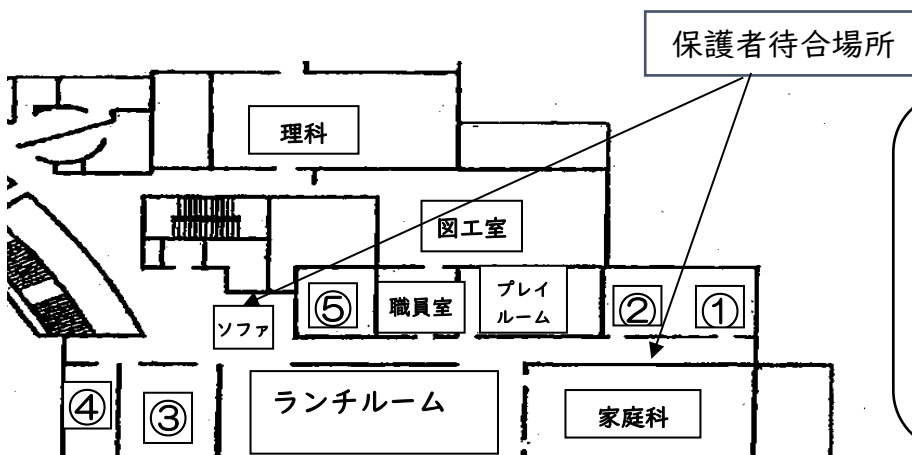 保護者待合場所
理科
図工室
プレイ
ルーム
職員室
⑤
②
①
ソファ
ランチルーム
④
③
家庭科